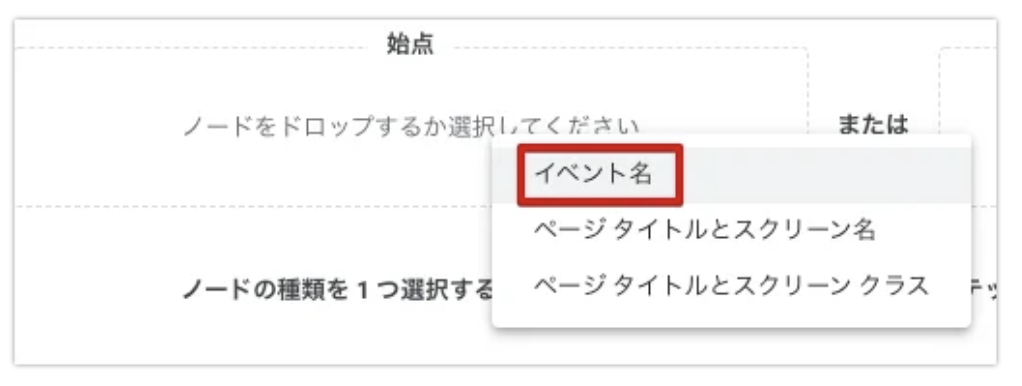 始点
ノードをドロップするか選択してください
または
イベント名
ページ タイトルとスクリーン名
ページ タイトルとスクリーン クラス
ノードの種類を 1 つ選択する